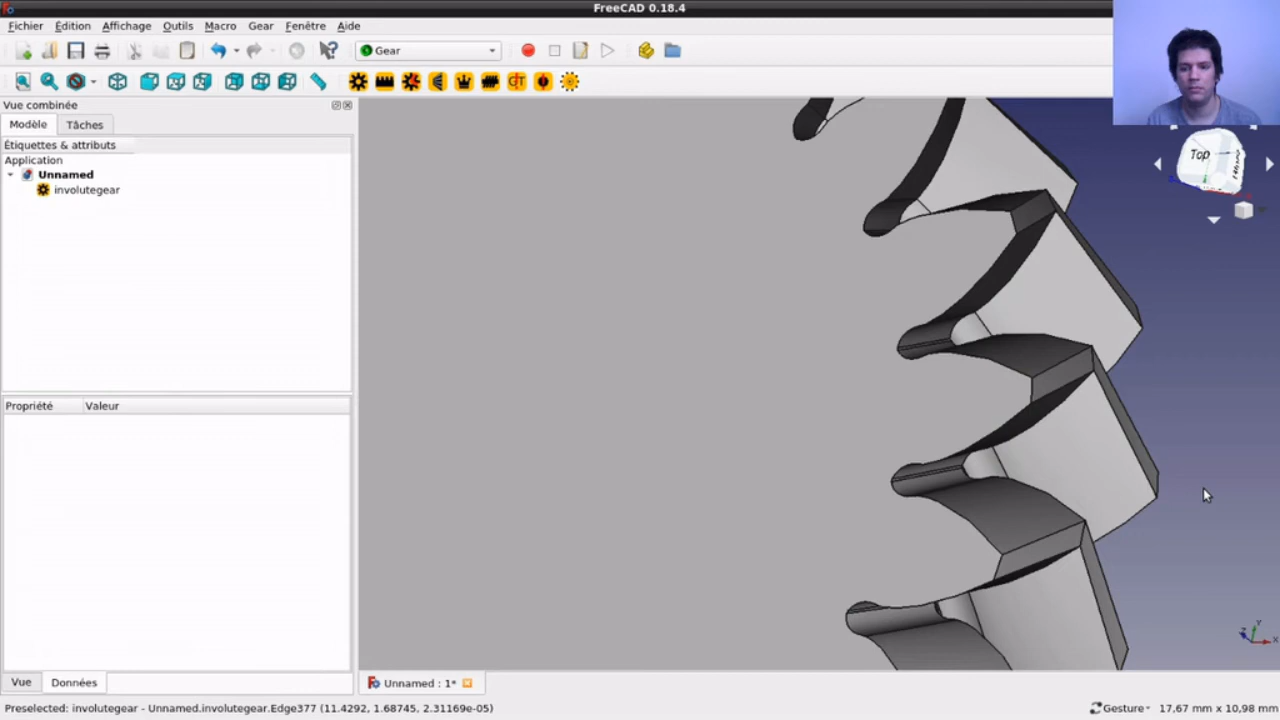 FreeCAD 0.18.4
Fichier Édition Affichage Outils Macro Gear Fenêtre Aide
Gear
Vue combinée
Modèle Tâches
Étiquettes & attributs
Application
Unnamed
involutegear
Propriété Valeur
Top
Y
X
Z
Vue Données
Unnamed : 1*
Preselected: involutegear - Unnamed.involutegear.Edge377 (11.4292, 1.68745, 2.31169e-05)
Gesture 17,67 mm x 10,98 mm